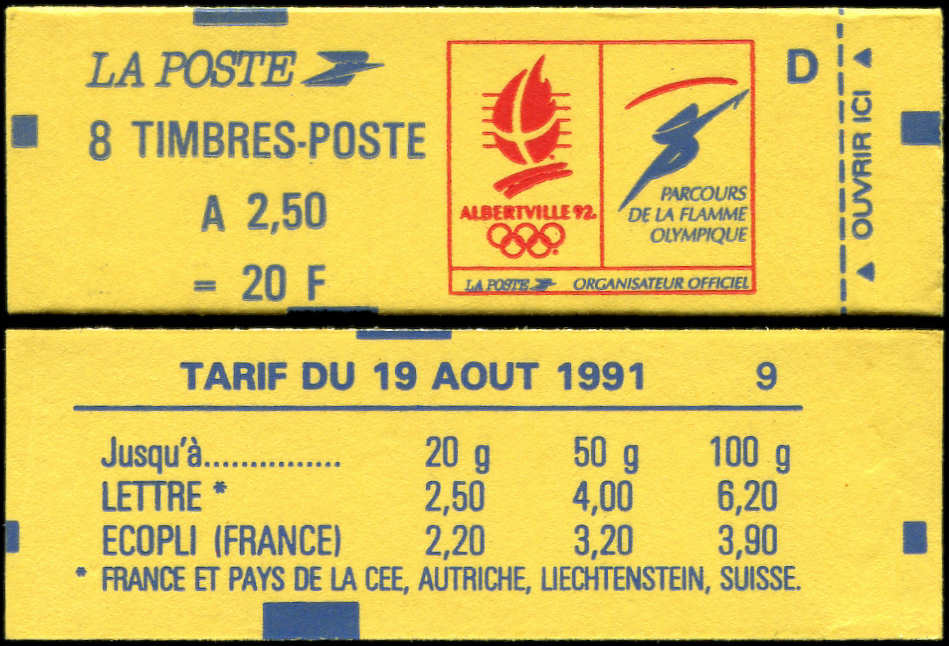 LA POSTE
8 TIMBRES-POSTE
A 2,50
= 20 F
ALBERTVILLE 92.
PARCOURS
DE LA FLAMME
OLYMPIQUE
LA POSTE ORGANISATEUR OFFICIEL
D
▲ OUVRIR ICI ▲
TARIF DU 19 AOUT 1991 9
Jusqu'à............... 20 g 50 g 100 g
LETTRE * 2,50 4,00 6,20
ECOPLI (FRANCE) 2,20 3,20 3,90
* FRANCE ET PAYS DE LA CEE, AUTRICHE, LIECHTENSTEIN, SUISSE.